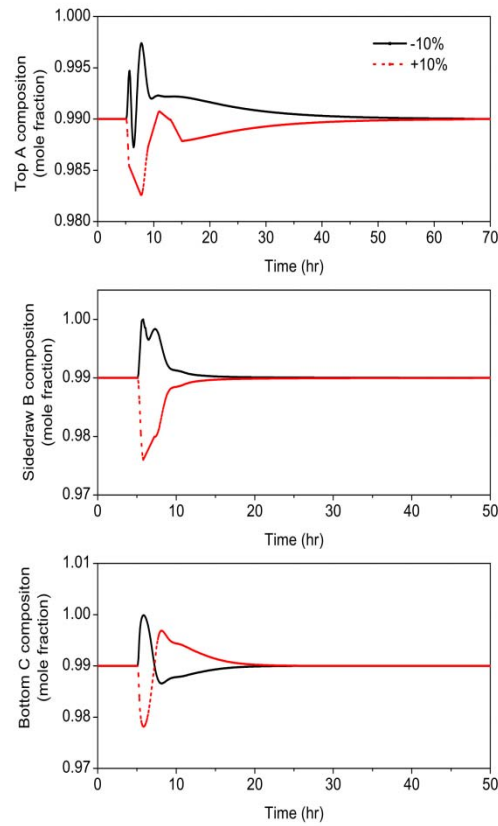 Top A compositon
(mole fraction)
1.000
0.995
0.990
0.985
0.980
-10%
+10%
0 10 20 30 40 50 60 70
Time (hr)
Sidedraw B compositon
(mole fraction)
1.00
0.99
0.98
0.97
0 10 20 30 40 50
Time (hr)
Bottom C compositon
(mole fraction)
1.01
1.00
0.99
0.98
0.97
0 10 20 30 40 50
Time (hr)